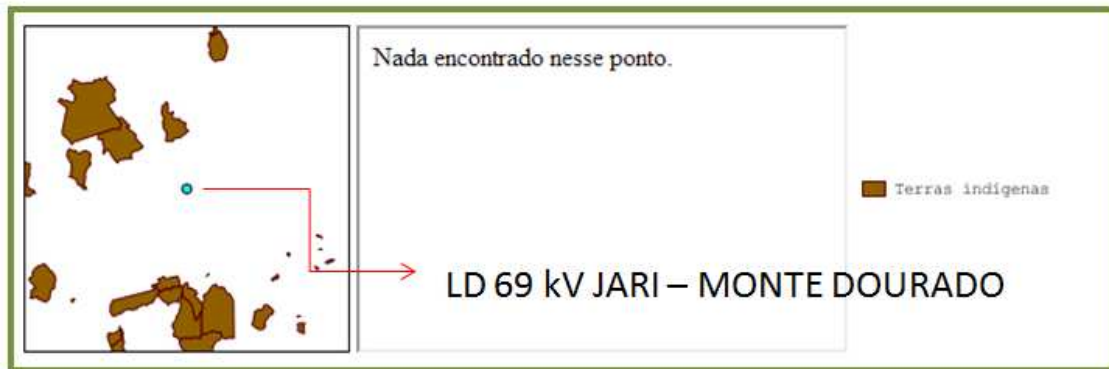 Nada encontrado nesse ponto.
Terras indígenas
LD 69 kV JARI – MONTE DOURADO